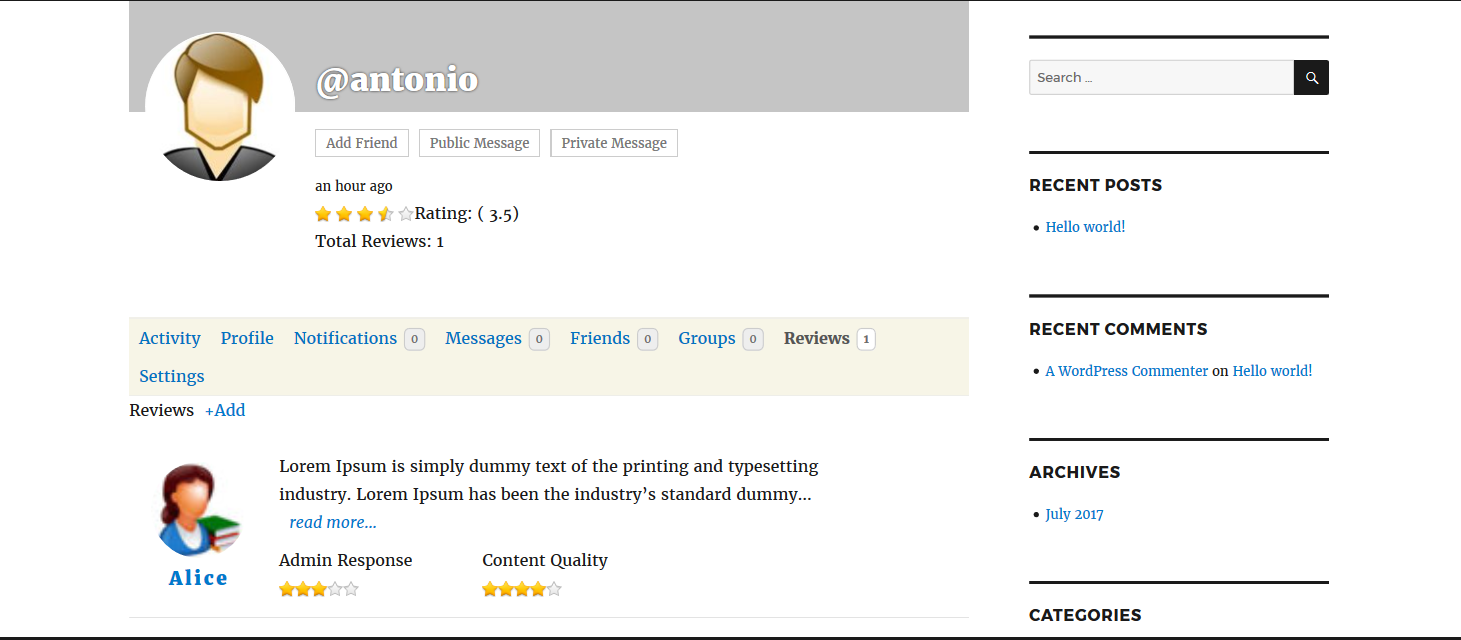 @antonio
Add Friend Public Message Private Message
an hour ago
Rating: ( 3.5)
Total Reviews: 1
Activity Profile Notifications 0 Messages 0 Friends 0 Groups 0 Reviews 1
Settings
Reviews +Add
Lorem Ipsum is simply dummy text of the printing and typesetting
industry. Lorem Ipsum has been the industry’s standard dummy...
read more...
Alice
Admin Response Content Quality
Search …
RECENT POSTS
Hello world!
RECENT COMMENTS
A WordPress Commenter on Hello world!
ARCHIVES
July 2017
CATEGORIES